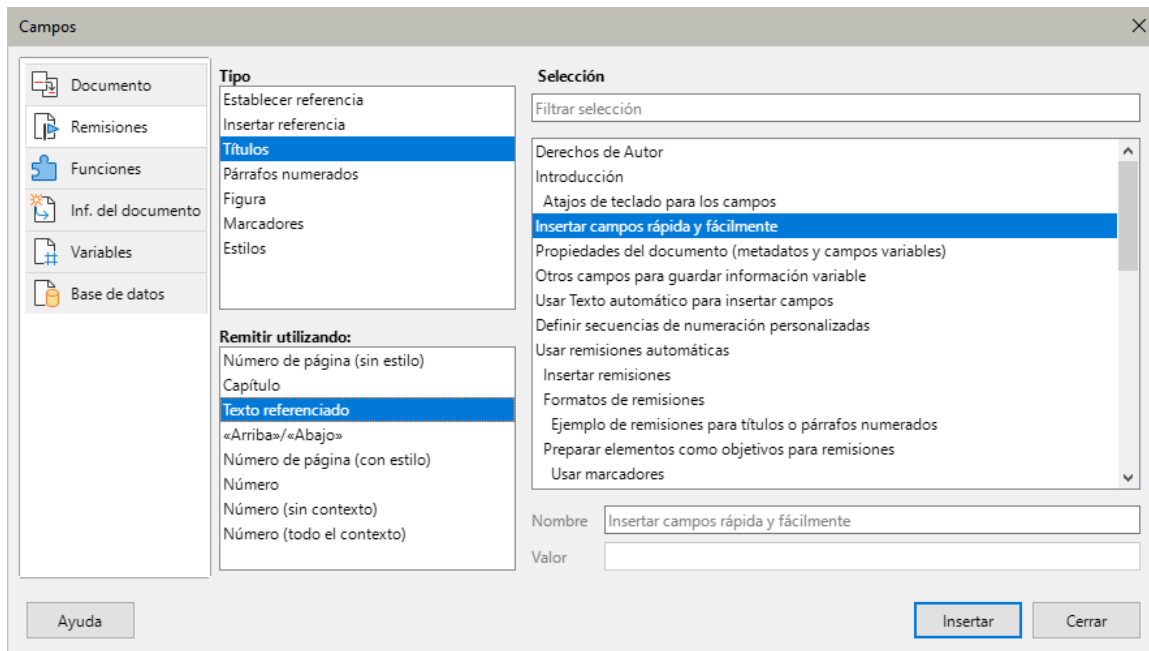 Campos
Documento
Remisiones
Funciones
Inf. del documento
Variables
Base de datos
Tipo
Establecer referencia
Insertar referencia
Títulos
Párrafos numerados
Figura
Marcadores
Estilos
Remitir utilizando:
Número de página (sin estilo)
Capítulo
Texto referenciado
«Arriba»/«Abajo»
Número de página (con estilo)
Número
Número (sin contexto)
Número (todo el contexto)
Selección
Filtrar selección
Derechos de Autor
Introducción
Atajos de teclado para los campos
Insertar campos rápida y fácilmente
Propiedades del documento (metadatos y campos variables)
Otros campos para guardar información variable
Usar Texto automático para insertar campos
Definir secuencias de numeración personalizadas
Usar remisiones automáticas
Insertar remisiones
Formatos de remisiones
Ejemplo de remisiones para títulos o párrafos numerados
Preparar elementos como objetivos para remisiones
Usar marcadores
Nombre Insertar campos rápida y fácilmente
Valor
Ayuda
Insertar
Cerrar